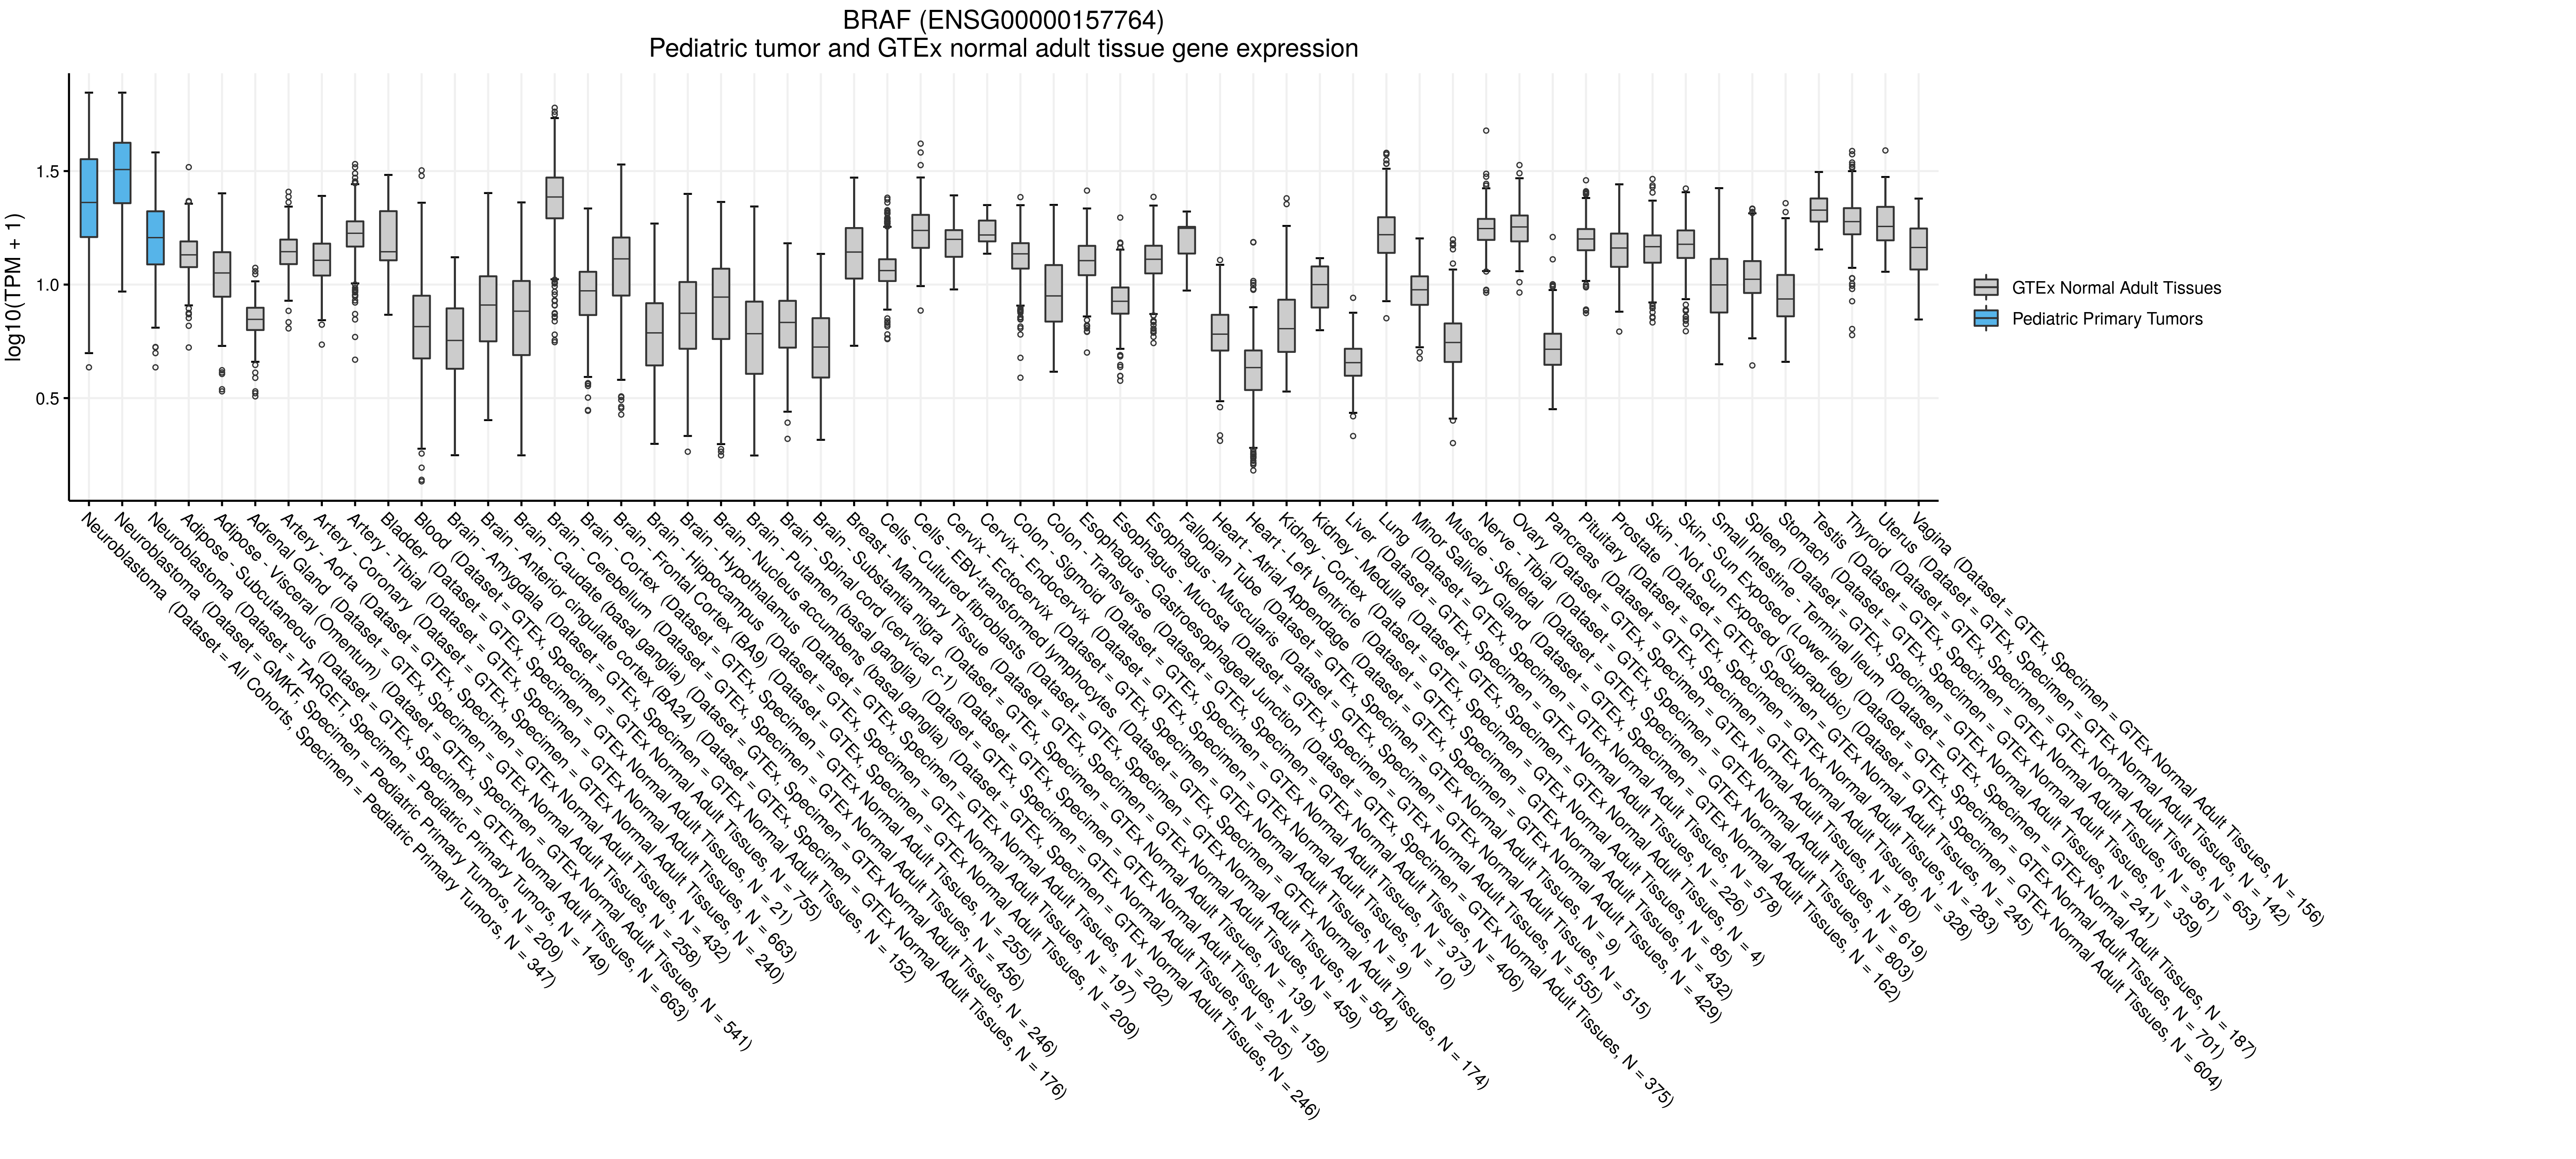 BRAF (ENSG00000157764)
Pediatric tumor and GTEx normal adult tissue gene expression
log10(TPM + 1)
1.5
1.0
0.5
GTEx Normal Adult Tissues
Pediatric Primary Tumors
Neuroblastoma (Dataset = All Cohorts, Specimen = Pediatric Primary Tumors, N = 347)
Neuroblastoma (Dataset = GMKF, Specimen = Pediatric Primary Tumors, N = 209)
Neuroblastoma (Dataset = TARGET, Specimen = Pediatric Primary Tumors, N = 149)
Adipose - Subcutaneous (Dataset = GTEx, Specimen = GTEx Normal Adult Tissues, N = 663)
Adipose - Visceral (Omentum) (Dataset = GTEx, Specimen = GTEx Normal Adult Tissues, N = 541)
Adrenal Gland (Dataset = GTEx, Specimen = GTEx Normal Adult Tissues, N = 258)
Artery - Aorta (Dataset = GTEx, Specimen = GTEx Normal Adult Tissues, N = 432)
Artery - Coronary (Dataset = GTEx, Specimen = GTEx Normal Adult Tissues, N = 240)
Artery - Tibial (Dataset = GTEx, Specimen = GTEx Normal Adult Tissues, N = 663)
Bladder (Dataset = GTEx, Specimen = GTEx Normal Adult Tissues, N = 21)
Blood (Dataset = GTEx, Specimen = GTEx Normal Adult Tissues, N = 755)
Brain - Amygdala (Dataset = GTEx, Specimen = GTEx Normal Adult Tissues, N = 152)
Brain - Anterior cingulate cortex (BA24) (Dataset = GTEx, Specimen = GTEx Normal Adult Tissues, N = 176)
Brain - Caudate (basal ganglia) (Dataset = GTEx, Specimen = GTEx Normal Adult Tissues, N = 246)
Brain - Cerebellum (Dataset = GTEx, Specimen = GTEx Normal Adult Tissues, N = 456)
Brain - Cortex (Dataset = GTEx, Specimen = GTEx Normal Adult Tissues, N = 255)
Brain - Frontal Cortex (BA9) (Dataset = GTEx, Specimen = GTEx Normal Adult Tissues, N = 209)
Brain - Hippocampus (Dataset = GTEx, Specimen = GTEx Normal Adult Tissues, N = 197)
Brain - Hypothalamus (Dataset = GTEx, Specimen = GTEx Normal Adult Tissues, N = 202)
Brain - Nucleus accumbens (basal ganglia) (Dataset = GTEx, Specimen = GTEx Normal Adult Tissues, N = 246)
Brain - Putamen (basal ganglia) (Dataset = GTEx, Specimen = GTEx Normal Adult Tissues, N = 205)
Brain - Spinal cord (cervical c-1) (Dataset = GTEx, Specimen = GTEx Normal Adult Tissues, N = 159)
Brain - Substantia nigra (Dataset = GTEx, Specimen = GTEx Normal Adult Tissues, N = 139)
Breast - Mammary Tissue (Dataset = GTEx, Specimen = GTEx Normal Adult Tissues, N = 459)
Cells - Cultured fibroblasts (Dataset = GTEx, Specimen = GTEx Normal Adult Tissues, N = 504)
Cells - EBV-transformed lymphocytes (Dataset = GTEx, Specimen = GTEx Normal Adult Tissues, N = 174)
Cervix - Ectocervix (Dataset = GTEx, Specimen = GTEx Normal Adult Tissues, N = 9)
Cervix - Endocervix (Dataset = GTEx, Specimen = GTEx Normal Adult Tissues, N = 10)
Colon - Sigmoid (Dataset = GTEx, Specimen = GTEx Normal Adult Tissues, N = 373)
Colon - Transverse (Dataset = GTEx, Specimen = GTEx Normal Adult Tissues, N = 406)
Esophagus - Gastroesophageal Junction (Dataset = GTEx, Specimen = GTEx Normal Adult Tissues, N = 375)
Esophagus - Mucosa (Dataset = GTEx, Specimen = GTEx Normal Adult Tissues, N = 555)
Esophagus - Muscularis (Dataset = GTEx, Specimen = GTEx Normal Adult Tissues, N = 515)
Fallopian Tube (Dataset = GTEx, Specimen = GTEx Normal Adult Tissues, N = 9)
Heart - Atrial Appendage (Dataset = GTEx, Specimen = GTEx Normal Adult Tissues, N = 429)
Heart - Left Ventricle (Dataset = GTEx, Specimen = GTEx Normal Adult Tissues, N = 432)
Kidney - Cortex (Dataset = GTEx, Specimen = GTEx Normal Adult Tissues, N = 85)
Kidney - Medulla (Dataset = GTEx, Specimen = GTEx Normal Adult Tissues, N = 4)
Liver (Dataset = GTEx, Specimen = GTEx Normal Adult Tissues, N = 226)
Lung (Dataset = GTEx, Specimen = GTEx Normal Adult Tissues, N = 578)
Minor Salivary Gland (Dataset = GTEx, Specimen = GTEx Normal Adult Tissues, N = 162)
Muscle - Skeletal (Dataset = GTEx, Specimen = GTEx Normal Adult Tissues, N = 803)
Nerve - Tibial (Dataset = GTEx, Specimen = GTEx Normal Adult Tissues, N = 619)
Ovary (Dataset = GTEx, Specimen = GTEx Normal Adult Tissues, N = 180)
Pancreas (Dataset = GTEx, Specimen = GTEx Normal Adult Tissues, N = 328)
Pituitary (Dataset = GTEx, Specimen = GTEx Normal Adult Tissues, N = 283)
Prostate (Dataset = GTEx, Specimen = GTEx Normal Adult Tissues, N = 245)
Skin - Not Sun Exposed (Suprapubic) (Dataset = GTEx, Specimen = GTEx Normal Adult Tissues, N = 604)
Skin - Sun Exposed (Lower leg) (Dataset = GTEx, Specimen = GTEx Normal Adult Tissues, N = 701)
Small Intestine - Terminal Ileum (Dataset = GTEx, Specimen = GTEx Normal Adult Tissues, N = 187)
Spleen (Dataset = GTEx, Specimen = GTEx Normal Adult Tissues, N = 241)
Stomach (Dataset = GTEx, Specimen = GTEx Normal Adult Tissues, N = 359)
Testis (Dataset = GTEx, Specimen = GTEx Normal Adult Tissues, N = 361)
Thyroid (Dataset = GTEx, Specimen = GTEx Normal Adult Tissues, N = 653)
Uterus (Dataset = GTEx, Specimen = GTEx Normal Adult Tissues, N = 142)
Vagina (Dataset = GTEx, Specimen = GTEx Normal Adult Tissues, N = 156)